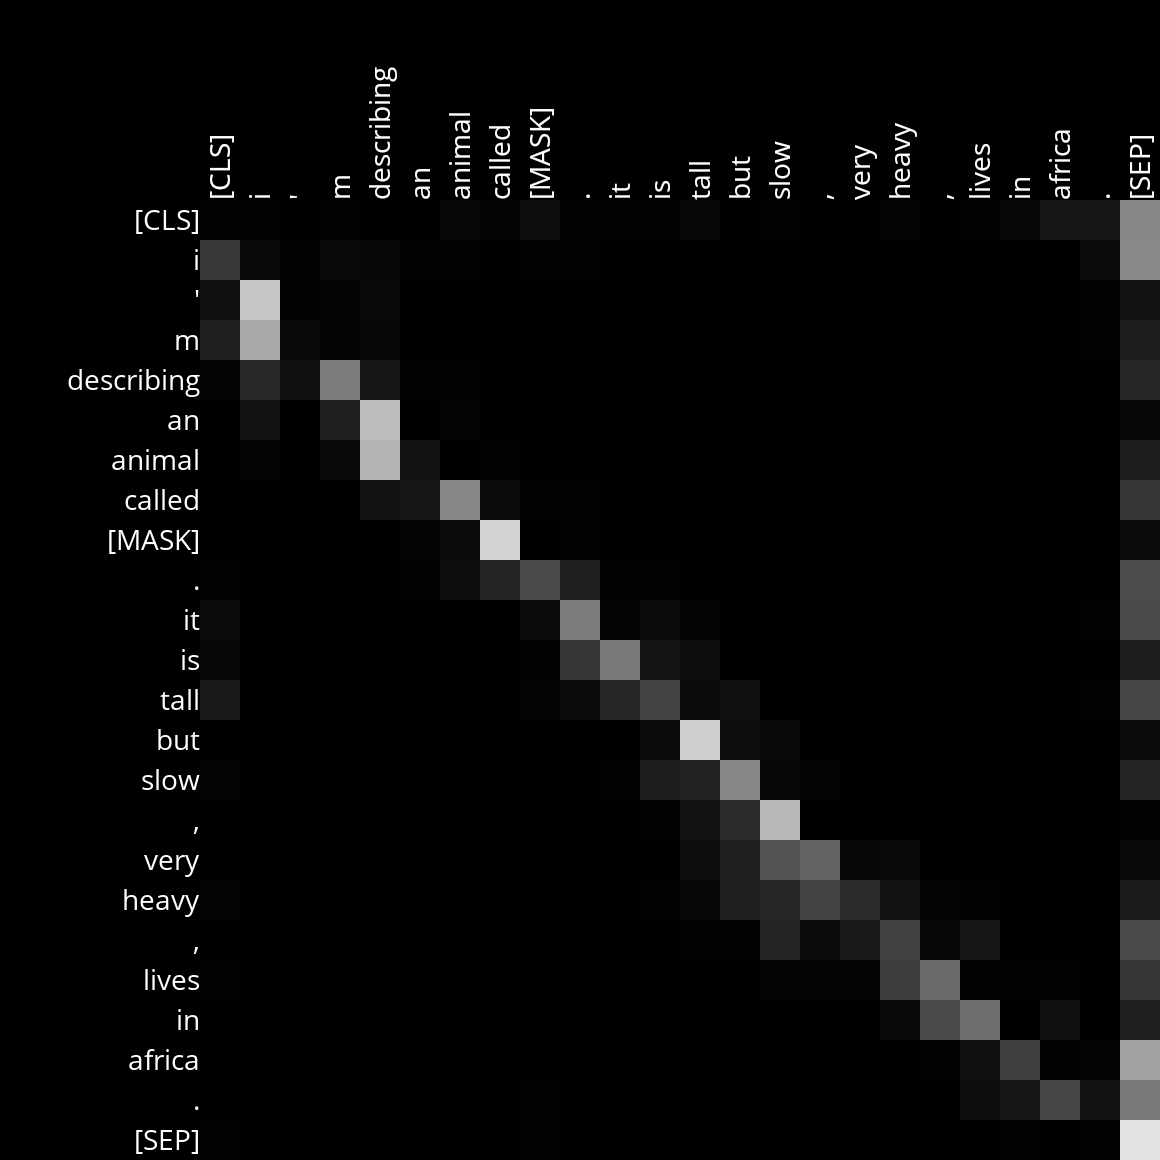 [CLS] i ' m describing an animal called [MASK] . it is tall but slow , very heavy , lives in africa . [SEP]
[CLS]
i
'
m
describing
an
animal
called
[MASK]
.
it
is
tall
but
slow
,
very
heavy
,
lives
in
africa
.
[SEP]